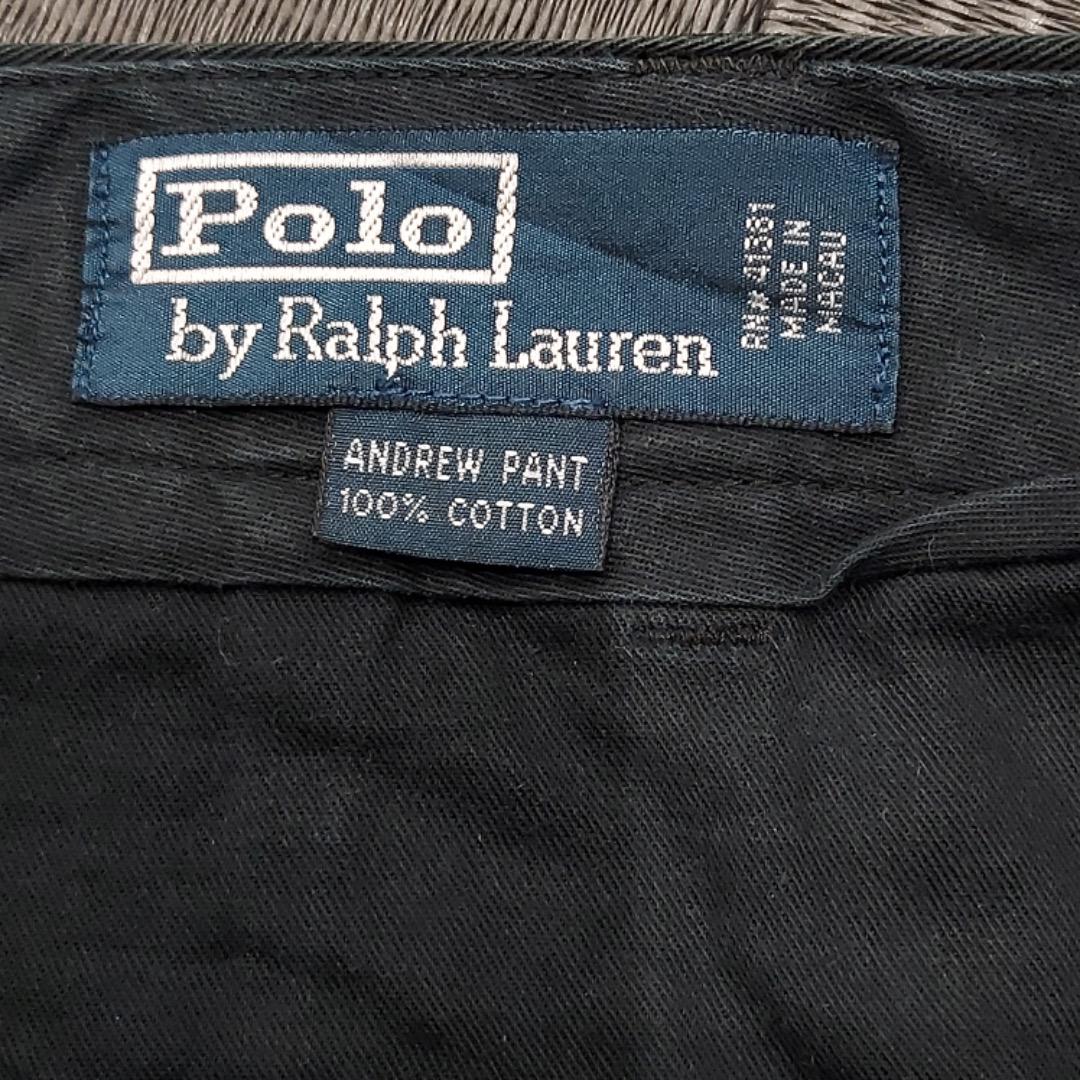 Polo
by Ralph Lauren
RN# 41381
MADE IN
MACAU
ANDREW PANT
100% COTTON